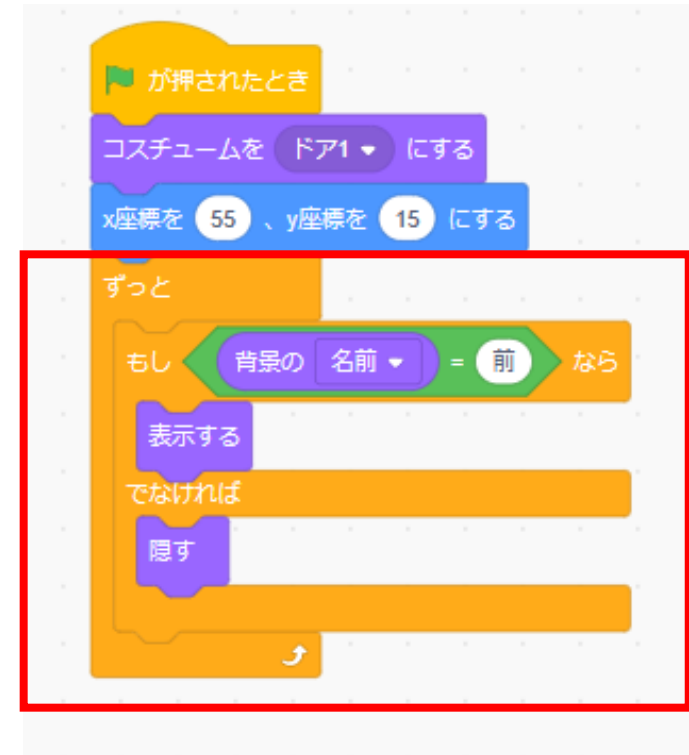 が押されたとき
コスチュームを ドア1 にする
x座標を 55 、y座標を 15 にする
ずっと
もし 背景の 名前 = 前 なら
表示する
でなければ
隠す